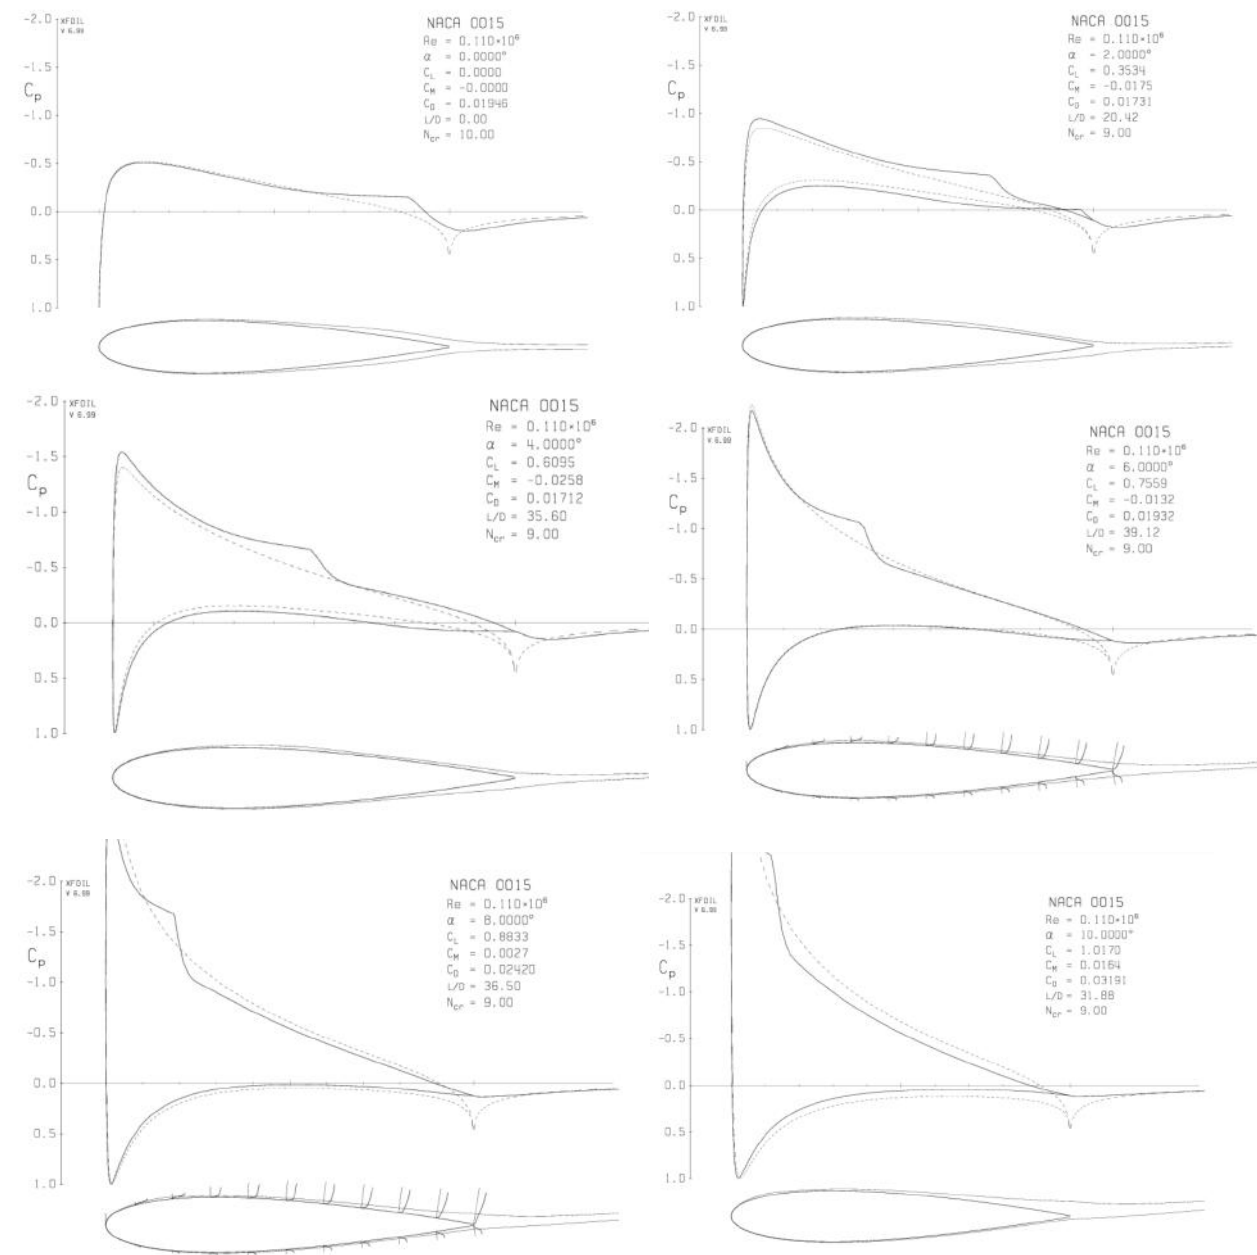 -2.0 XFOIL
V 6.99
-1.5
Cp
-1.0
-0.5
0.0
0.5
1.0
NACA 0015
Re = 0.110×10⁶
α = 0.0000°
CL = 0.0000
CM = -0.0000
CD = 0.01946
L/D = 0.00
Ncr = 10.00
-2.0 XFOIL
V 6.99
-1.5
Cp
-1.0
-0.5
0.0
0.5
1.0
NACA 0015
Re = 0.110×10⁶
α = 2.0000°
CL = 0.3534
CM = -0.0175
CD = 0.01731
L/D = 20.42
Ncr = 9.00
-2.0 XFOIL
V 6.99
-1.5
Cp
-1.0
-0.5
0.0
0.5
1.0
NACA 0015
Re = 0.110×10⁶
α = 4.0000°
CL = 0.6095
CM = -0.0258
CD = 0.01712
L/D = 35.60
Ncr = 9.00
-2.0 XFOIL
V 6.99
-1.5
Cp
-1.0
-0.5
0.0
0.5
1.0
NACA 0015
Re = 0.110×10⁶
α = 6.0000°
CL = 0.7559
CM = -0.0132
CD = 0.01932
L/D = 39.12
Ncr = 9.00
-2.0 XFOIL
V 6.99
-1.5
Cp
-1.0
-0.5
0.0
0.5
1.0
NACA 0015
Re = 0.110×10⁶
α = 8.0000°
CL = 0.8833
CM = 0.0027
CD = 0.02420
L/D = 36.50
Ncr = 9.00
-2.0 XFOIL
V 6.99
-1.5
Cp
-1.0
-0.5
0.0
0.5
1.0
NACA 0015
Re = 0.110×10⁶
α = 10.0000°
CL = 1.0170
CM = 0.0164
CD = 0.03191
L/D = 31.88
Ncr = 9.00